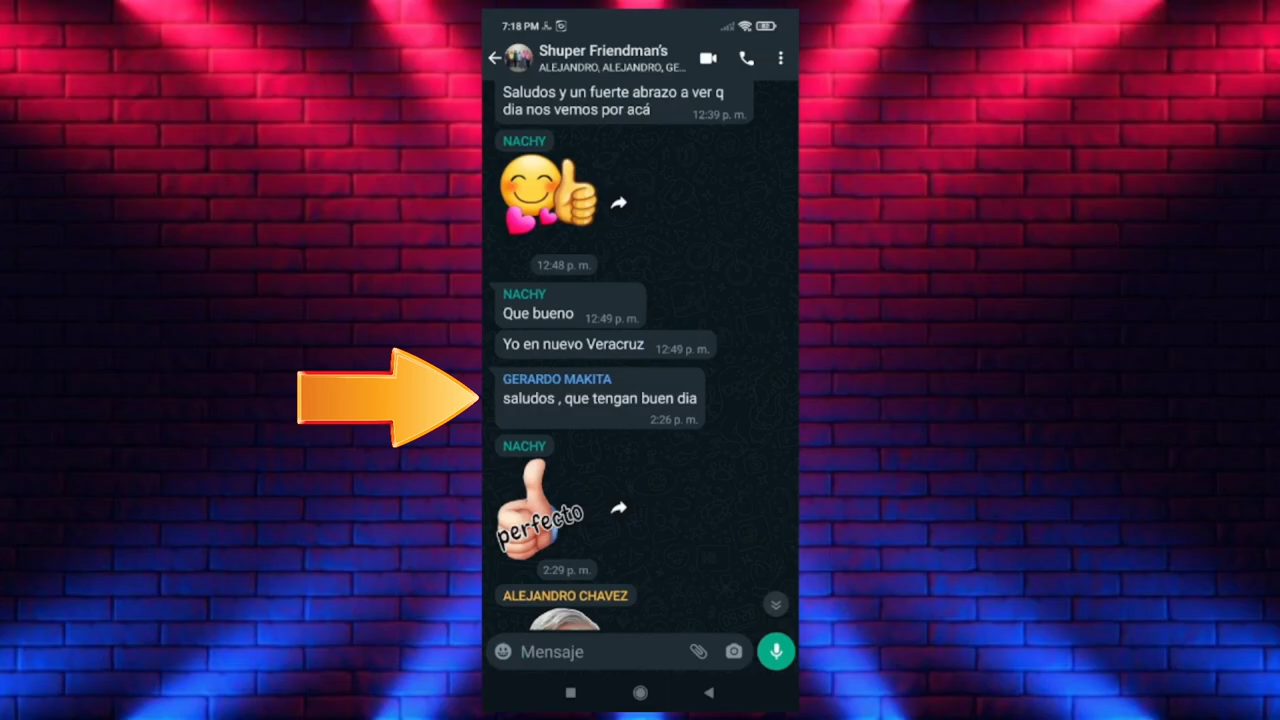 7:18 PM
Shuper Friendman's
ALEJANDRO, ALEJANDRO, GE...
Saludos y un fuerte abrazo a ver q
dia nos vemos por acá
12:39 p. m.
NACHY
12:48 p. m.
NACHY
Que bueno 12:49 p. m.
Yo en nuevo Veracruz 12:49 p. m.
GERARDO MAKITA
saludos , que tengan buen dia
2:26 p. m.
NACHY
perfecto
2:29 p. m.
ALEJANDRO CHAVEZ
Mensaje